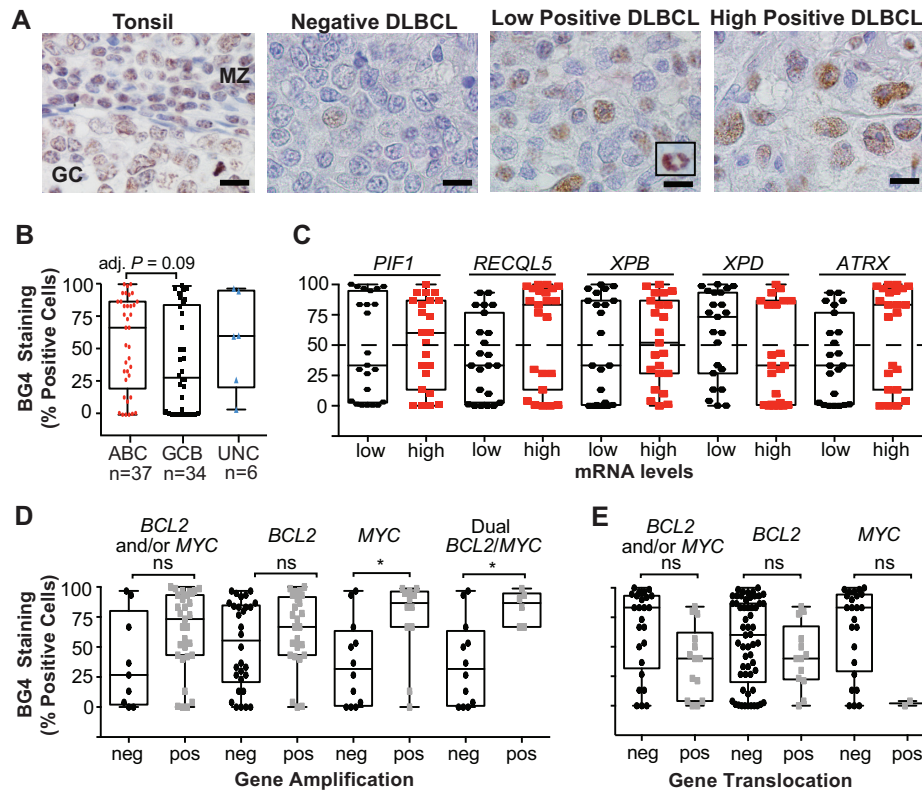 A
Tonsil
Negative DLBCL
Low Positive DLBCL
High Positive DLBCL
MZ
GC
B
adj. P = 0.09
BG4 Staining
(% Positive Cells)
100
75
50
25
0
ABC
n=37
GCB
n=34
UNC
n=6
C
PIF1
RECQL5
XPB
XPD
ATRX
BG4 Staining
(% Positive Cells)
100
75
50
25
0
low high low high low high low high low high
mRNA levels
D
BCL2
and/or MYC
BCL2
MYC
Dual
BCL2/MYC
ns
ns
*
*
BG4 Staining
(% Positive Cells)
100
75
50
25
0
neg pos neg pos neg pos neg pos
Gene Amplification
E
BCL2
and/or MYC
BCL2
MYC
ns
ns
ns
100
75
50
25
0
neg pos neg pos neg pos
Gene Translocation